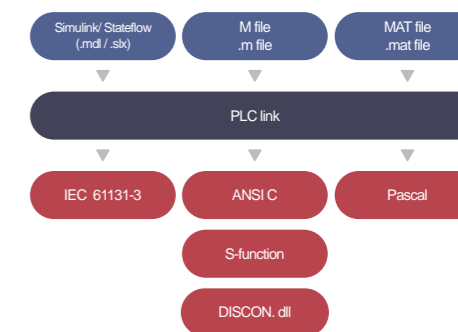 Simulink/ Stateflow
(.mdl / .slx)
M file
.m file
MAT file
.mat file
PLC link
IEC 61131-3
ANSI C
Pascal
S-function
DISCON. dll